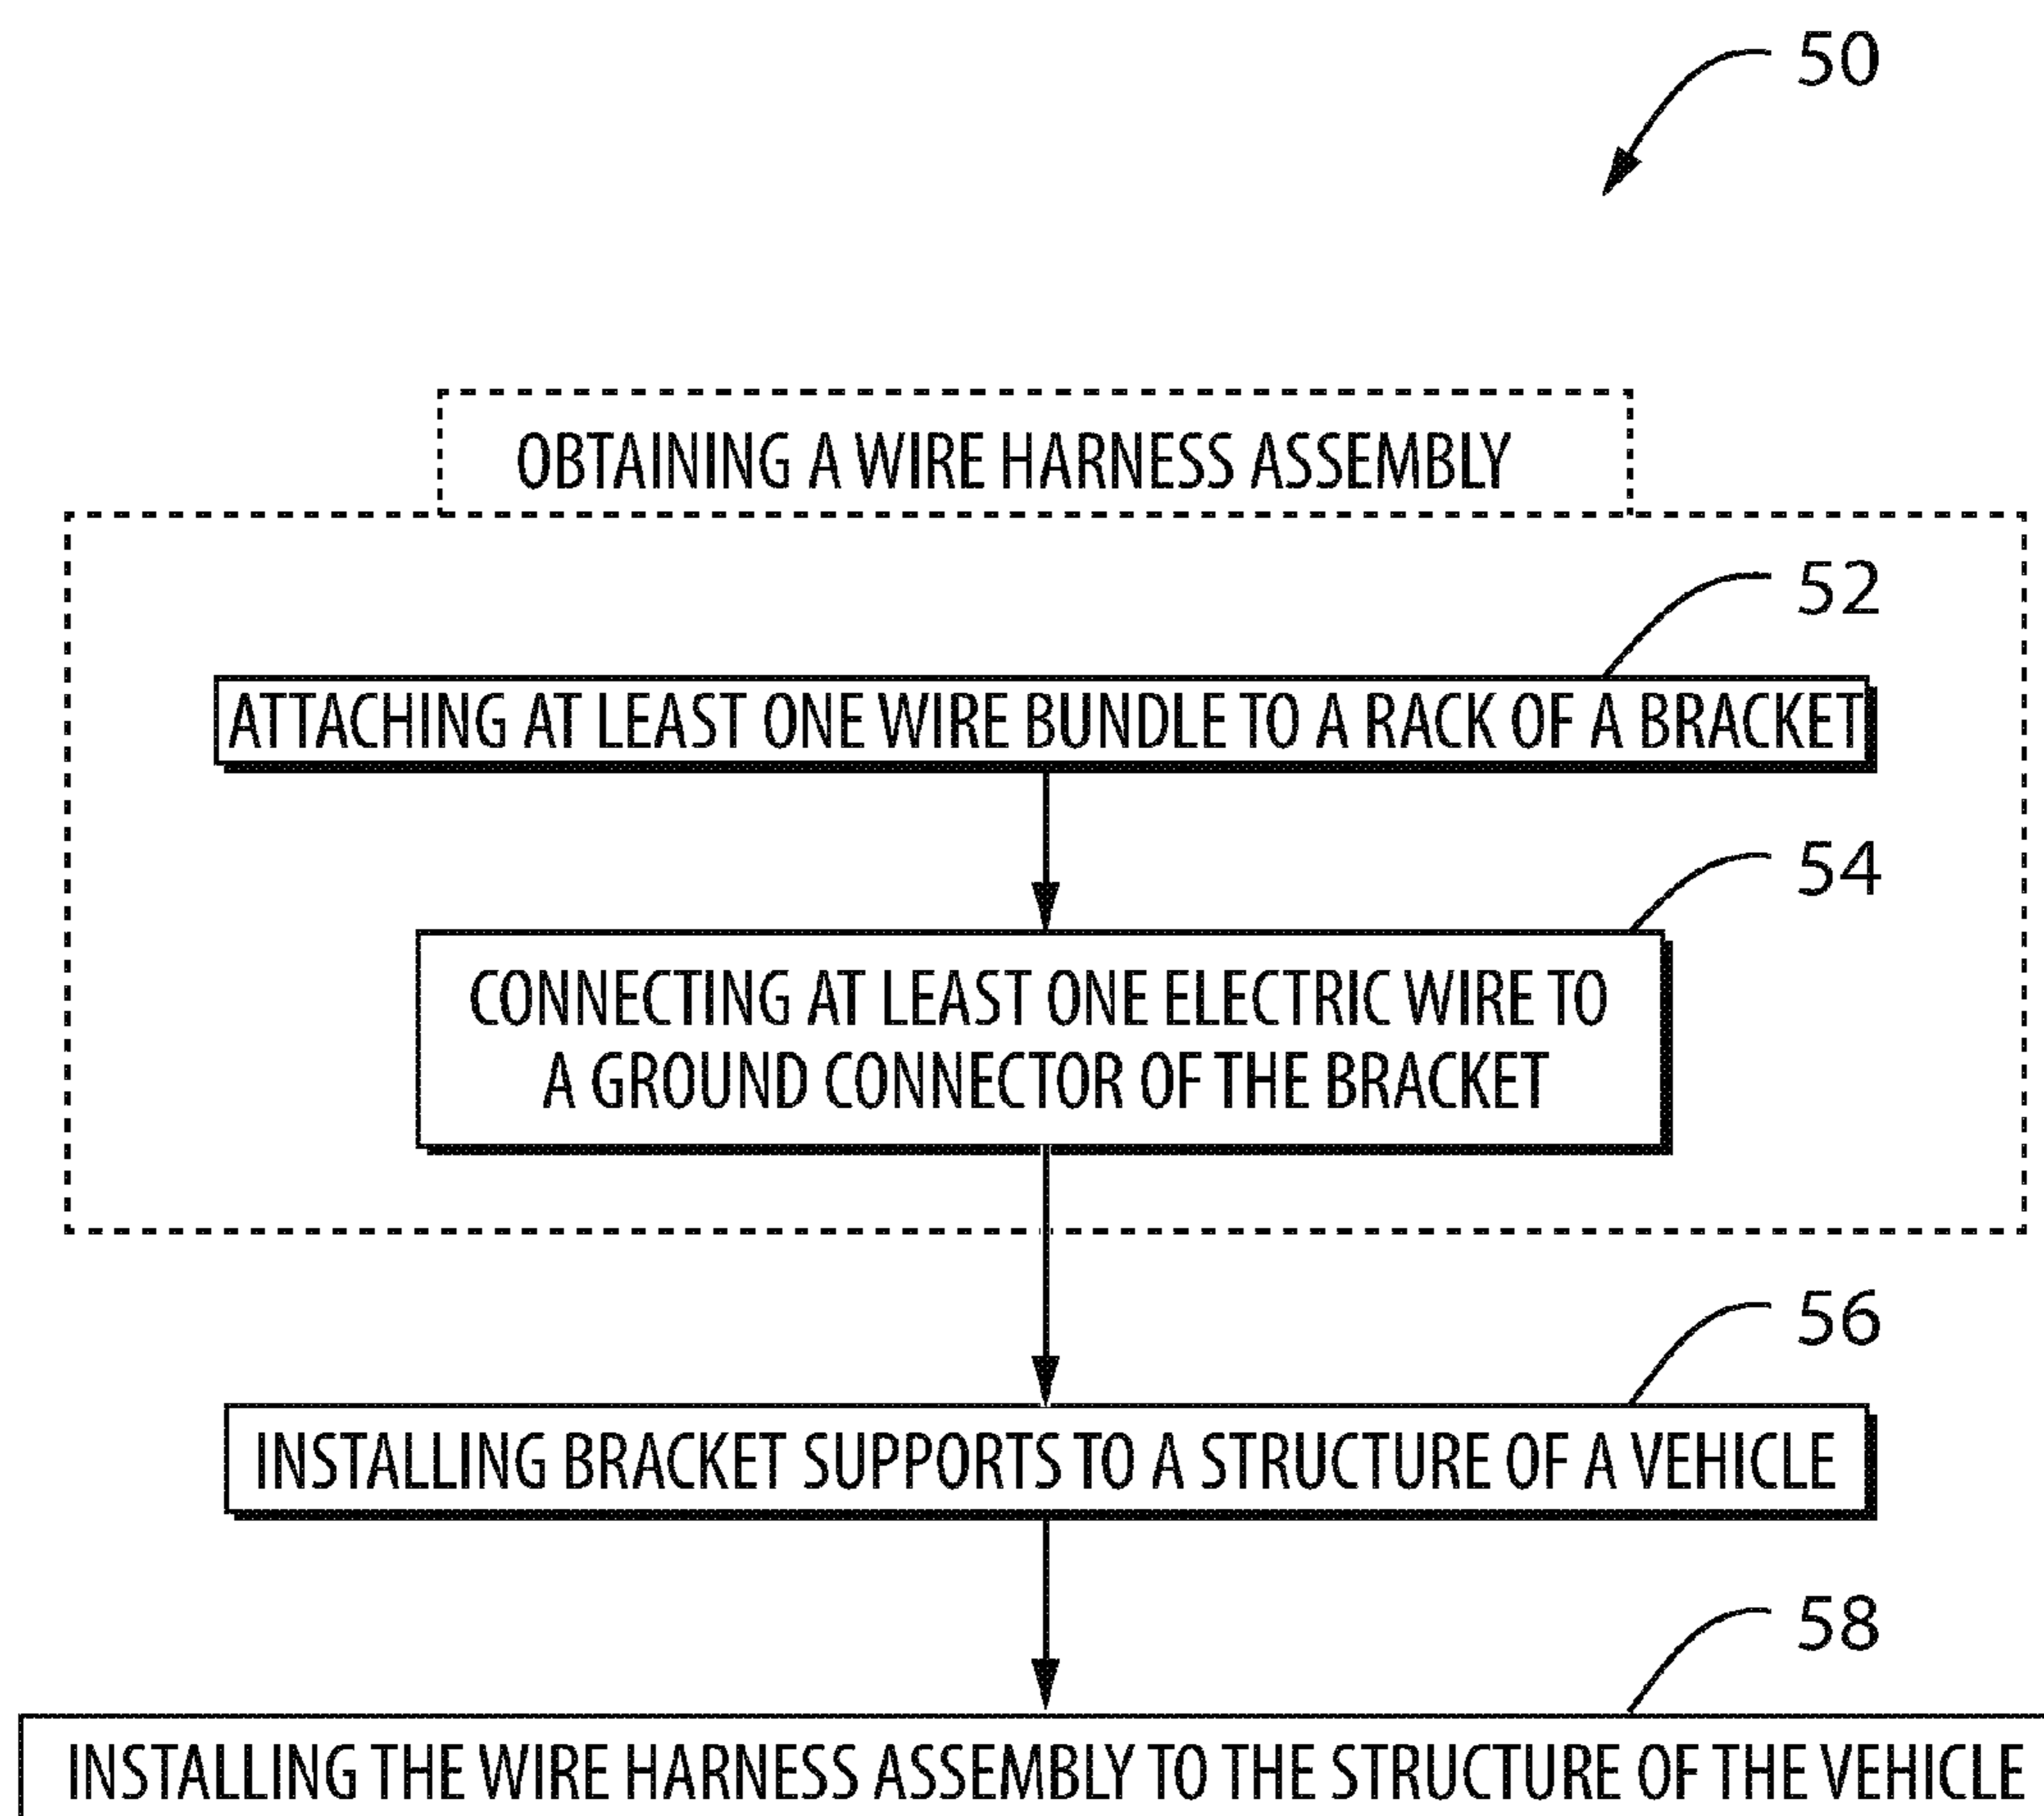 50
OBTAINING A WIRE HARNESS ASSEMBLY
52
ATTACHING AT LEAST ONE WIRE BUNDLE TO A RACK OF A BRACKET
54
CONNECTING AT LEAST ONE ELECTRIC WIRE TO
A GROUND CONNECTOR OF THE BRACKET
56
INSTALLING BRACKET SUPPORTS TO A STRUCTURE OF A VEHICLE
58
INSTALLING THE WIRE HARNESS ASSEMBLY TO THE STRUCTURE OF THE VEHICLE